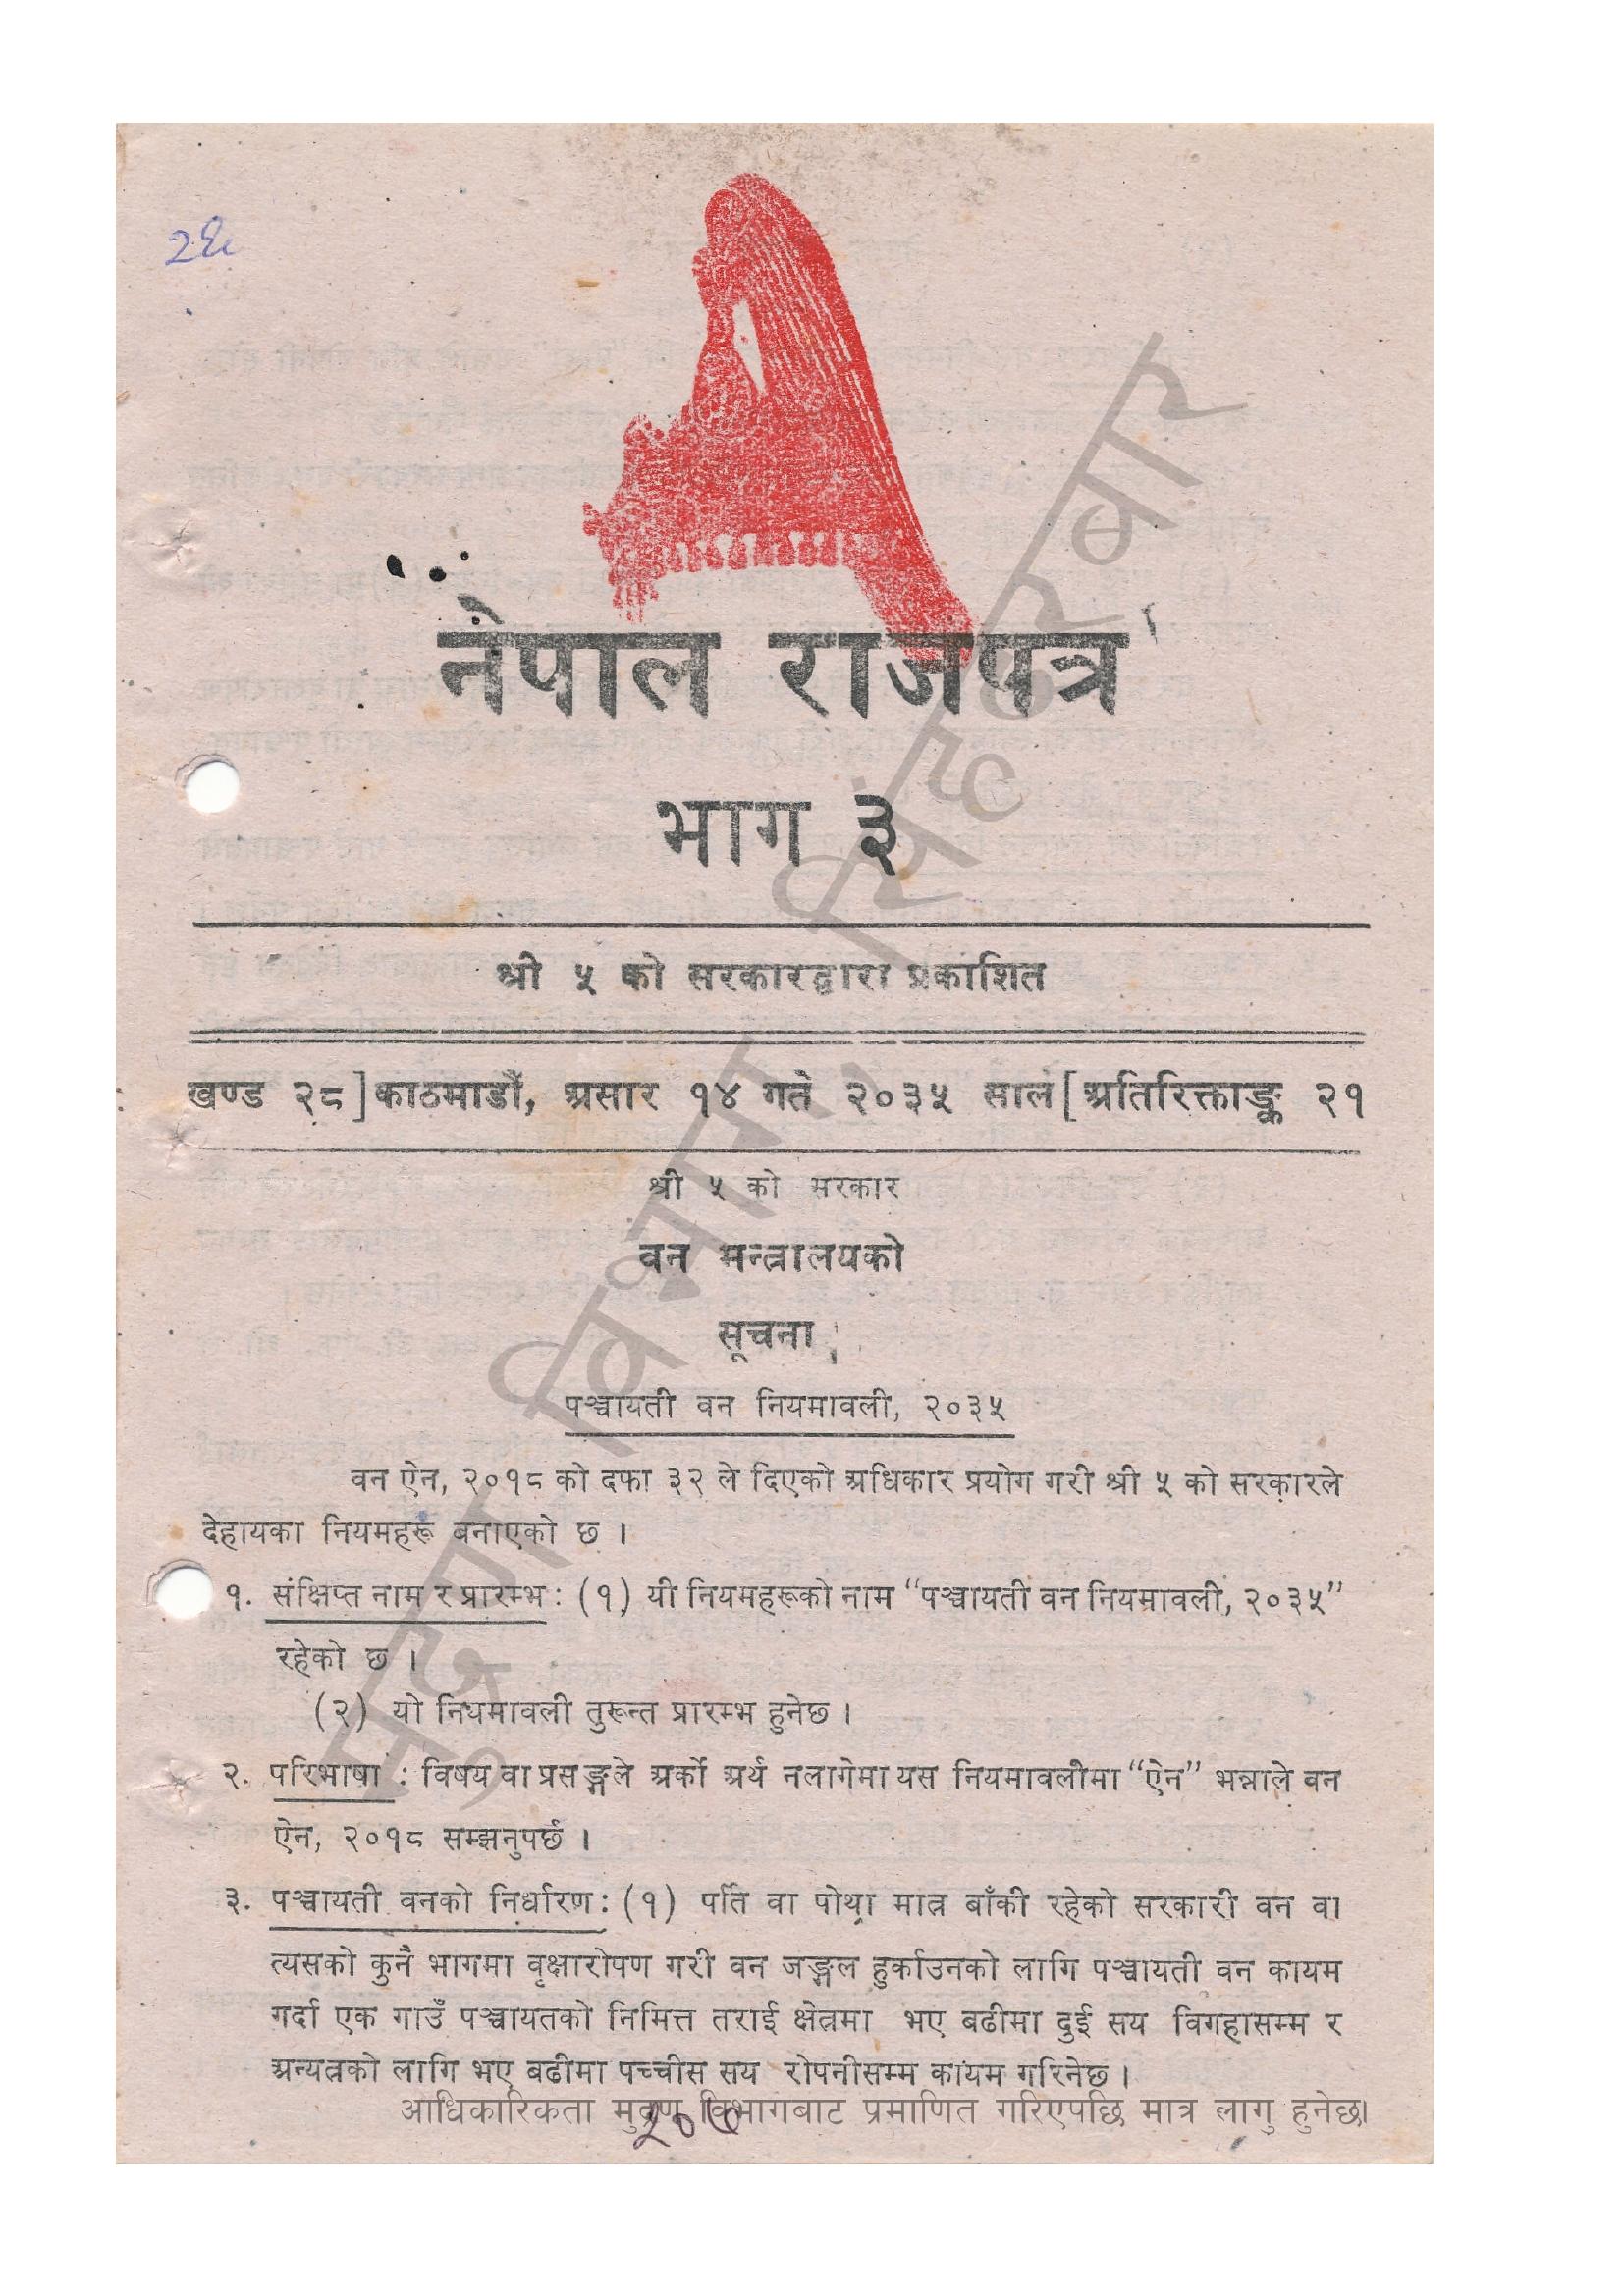 २९
नेपाल राजपत्र
भाग ३
श्री ५ को सरकारद्वारा प्रकाशित
खण्ड २८] काठमाडौं, असार १४ गते २०३५ साल [अतिरिक्ताङ्क २१
श्री ५ को सरकार
वन मन्त्रालयको
सूचना
पञ्चायती वन नियमावली, २०३५
वन ऐन, २०१८ को दफा ३२ ले दिएको अधिकार प्रयोग गरी श्री ५ को सरकारले
देहायका नियमहरू बनाएको छ ।
१. संक्षिप्त नाम र प्रारम्भ : (१) यी नियमहरूको नाम “पञ्चायती वन नियमावली, २०३५”
रहेको छ ।
(२) यो नियमावली तुरून्त प्रारम्भ हुनेछ ।
२. परिभाषा : विषय वा प्रसङ्गले अर्को अर्थ नलागेमा यस नियमावलीमा “ऐन” भन्नाले वन
ऐन, २०१८ सम्झनुपर्छ ।
३. पञ्चायती वनको निर्धारण : (१) पर्ति वा पोथ्रा मात्र बाँकी रहेको सरकारी वन वा
त्यसको कुनै भागमा वृक्षारोपण गरी वन जङ्गल हुर्काउनको लागि पञ्चायती वन कायम
गर्दा एक गाउँ पञ्चायतको निमित्त तराई क्षेत्रमा भए बढीमा दुई सय विगहासम्म र
अन्यत्रको लागि भए बढीमा पच्चीस सय रोपनीसम्म कायम गरिनेछ ।
आधिकारिकता मुद्रण विभागबाट प्रमाणित गरिएपछि मात्र लागु हुनेछ।
मुद्रण विभाग, सिंहदरबार